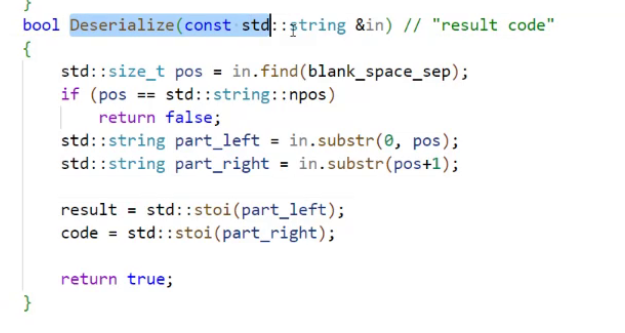 }
bool Deserialize(const std::string &in) // "result code"
{
    std::size_t pos = in.find(blank_space_sep);
    if (pos == std::string::npos)
        return false;
    std::string part_left = in.substr(0, pos);
    std::string part_right = in.substr(pos+1);

    result = std::stoi(part_left);
    code = std::stoi(part_right);

    return true;
}